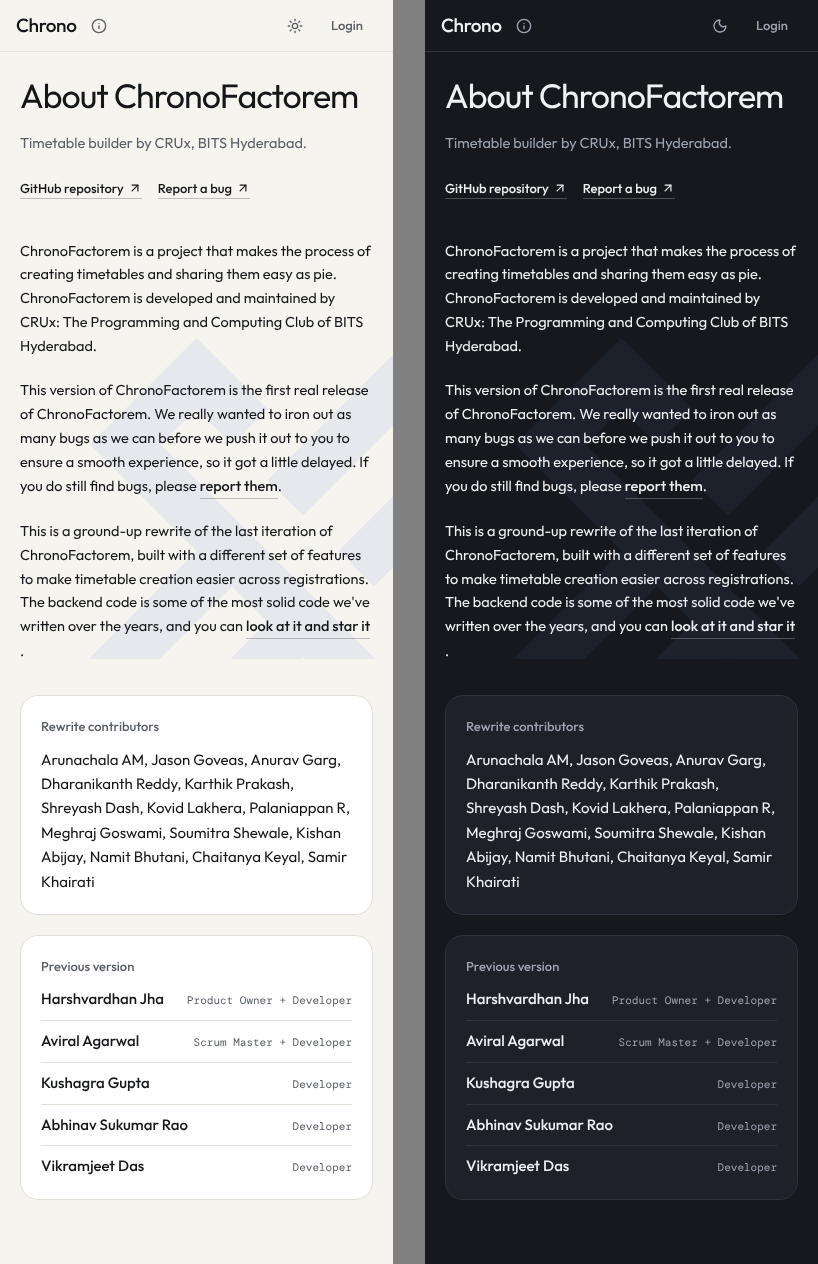 Chrono
Login
About ChronoFactorem
Timetable builder by CRUx, BITS Hyderabad.
GitHub repository
Report a bug
ChronoFactorem is a project that makes the process of
creating timetables and sharing them easy as pie.
ChronoFactorem is developed and maintained by
CRUx: The Programming and Computing Club of BITS
Hyderabad.
This version of ChronoFactorem is the first real release
of ChronoFactorem. We really wanted to iron out as
many bugs as we can before we push it out to you to
ensure a smooth experience, so it got a little delayed. If
you do still find bugs, please report them.
This is a ground-up rewrite of the last iteration of
ChronoFactorem, built with a different set of features
to make timetable creation easier across registrations.
The backend code is some of the most solid code we've
written over the years, and you can look at it and star it
.
Rewrite contributors
Arunachala AM, Jason Goveas, Anurav Garg,
Dharanikanth Reddy, Karthik Prakash,
Shreyash Dash, Kovid Lakhera, Palaniappan R,
Meghraj Goswami, Soumitra Shewale, Kishan
Abijay, Namit Bhutani, Chaitanya Keyal, Samir
Khairati
Previous version
Harshvardhan Jha Product Owner + Developer
Aviral Agarwal Scrum Master + Developer
Kushagra Gupta Developer
Abhinav Sukumar Rao Developer
Vikramjeet Das Developer
Chrono
Login
About ChronoFactorem
Timetable builder by CRUx, BITS Hyderabad.
GitHub repository
Report a bug
ChronoFactorem is a project that makes the process of
creating timetables and sharing them easy as pie.
ChronoFactorem is developed and maintained by
CRUx: The Programming and Computing Club of BITS
Hyderabad.
This version of ChronoFactorem is the first real release
of ChronoFactorem. We really wanted to iron out as
many bugs as we can before we push it out to you to
ensure a smooth experience, so it got a little delayed. If
you do still find bugs, please report them.
This is a ground-up rewrite of the last iteration of
ChronoFactorem, built with a different set of features
to make timetable creation easier across registrations.
The backend code is some of the most solid code we've
written over the years, and you can look at it and star it
.
Rewrite contributors
Arunachala AM, Jason Goveas, Anurav Garg,
Dharanikanth Reddy, Karthik Prakash,
Shreyash Dash, Kovid Lakhera, Palaniappan R,
Meghraj Goswami, Soumitra Shewale, Kishan
Abijay, Namit Bhutani, Chaitanya Keyal, Samir
Khairati
Previous version
Harshvardhan Jha Product Owner + Developer
Aviral Agarwal Scrum Master + Developer
Kushagra Gupta Developer
Abhinav Sukumar Rao Developer
Vikramjeet Das Developer